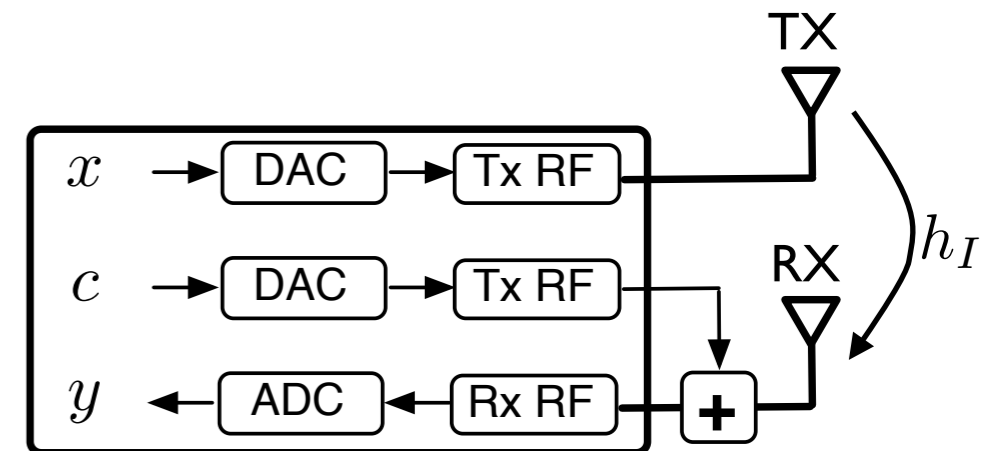 TX
x DAC Tx RF
h_I
c DAC Tx RF RX
y ADC Rx RF +